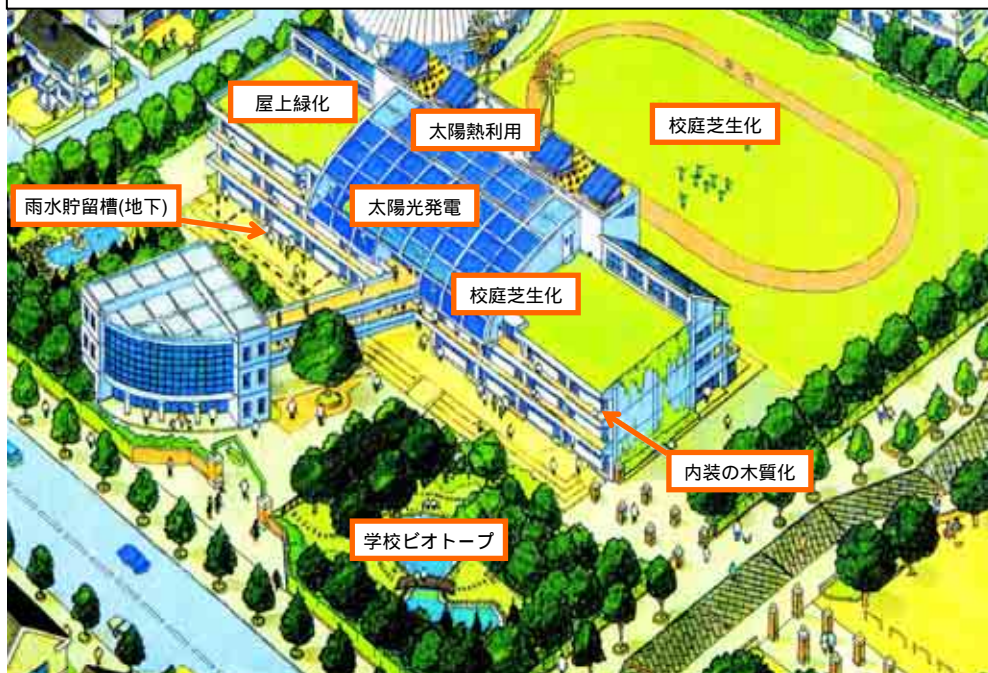 屋上緑化
太陽熱利用
校庭芝生化
雨水貯留槽(地下)
太陽光発電
校庭芝生化
内装の木質化
学校ビオトープ